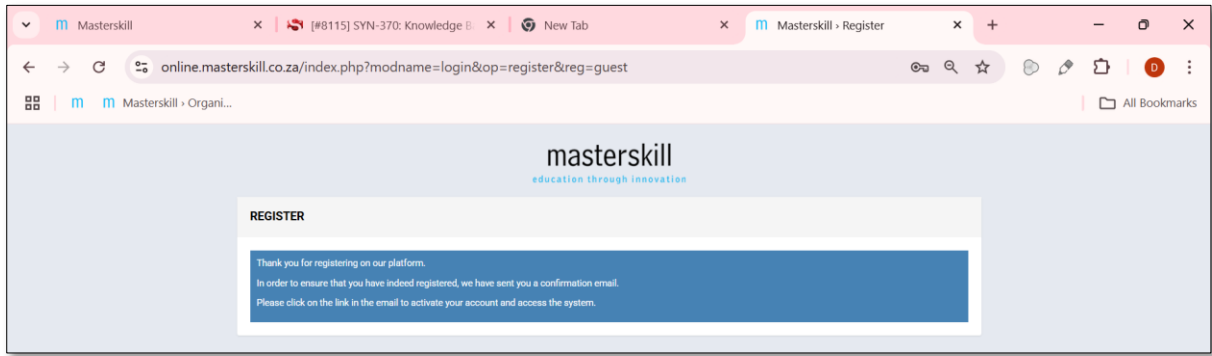 Masterskill
[#8115] SYN-370: Knowledge B
New Tab
Masterskill › Register
online.masterskill.co.za/index.php?modname=login&op=register&reg=guest
D
m
m Masterskill › Organi...
All Bookmarks
masterskill
education through innovation
REGISTER
Thank you for registering on our platform.
In order to ensure that you have indeed registered, we have sent you a confirmation email.
Please click on the link in the email to activate your account and access the system.